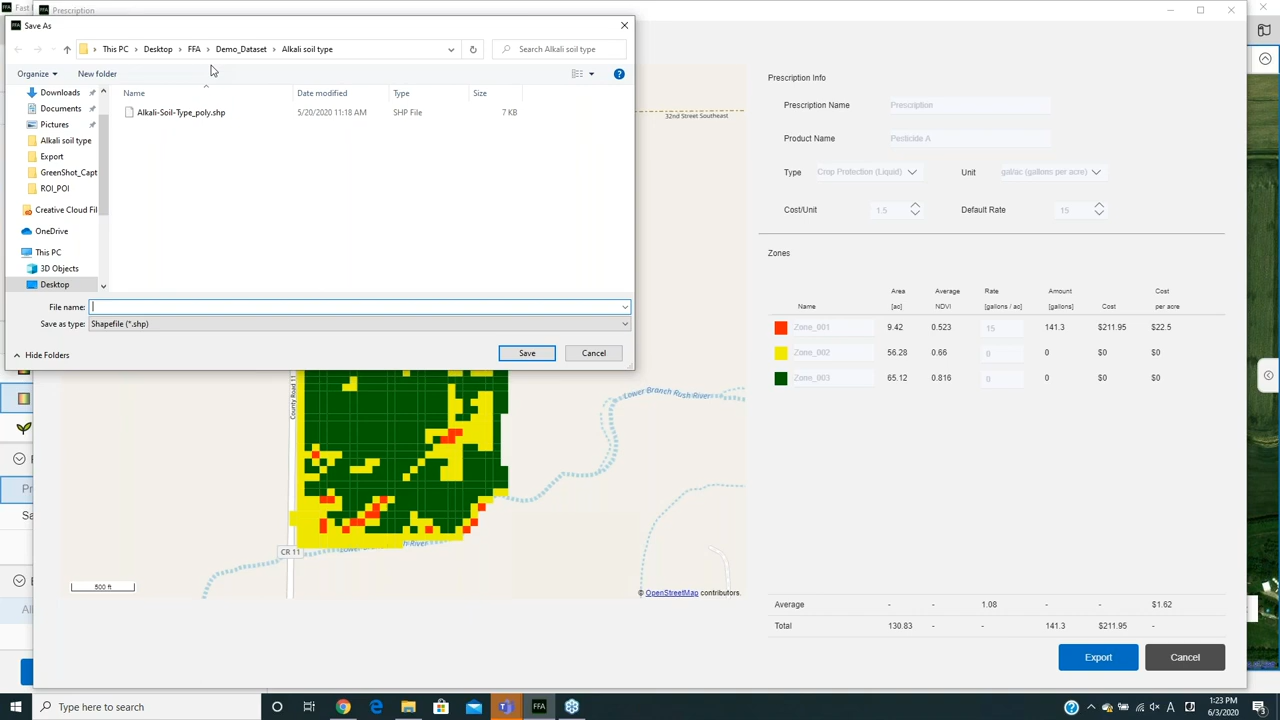 FFA Fast F
FFA Prescription
FFA Save As
This PC > Desktop > FFA > Demo_Dataset > Alkali soil type
Search Alkali soil type
Organize
New folder
Name
Date modified
Type
Size
Alkali-Soil-Type_poly.shp
5/20/2020 11:18 AM
SHP File
7 KB
Downloads
Documents
Pictures
Alkali soil type
Export
GreenShot_Capt
ROI_POI
Creative Cloud Fil
OneDrive
This PC
3D Objects
Desktop
File name:
Save as type:
Shapefile (*.shp)
Hide Folders
Save
Cancel
32nd Street Southeast
Lower Branch Rush River
CR 11
500 ft
© OpenStreetMap contributors.
Prescription Info
Prescription Name
Prescription
Product Name
Pesticide A
Type
Crop Protection (Liquid)
Unit
gal/ac (gallons per acre)
Cost/Unit
1.5
Default Rate
15
Zones
Name
Area [ac]
Average NDVI
Rate [gallons / ac]
Amount [gallons]
Cost
Cost per acre
Zone_001 9.42 0.523 15 141.3 $211.95 $22.5
Zone_002 56.28 0.66 0 0 $0 $0
Zone_003 65.12 0.816 0 0 $0 $0
Average - - 1.08 - - $1.62
Total 130.83 - - 141.3 $211.95 -
Export
Cancel
Type here to search
FFA
A
1:23 PM
6/3/2020
3